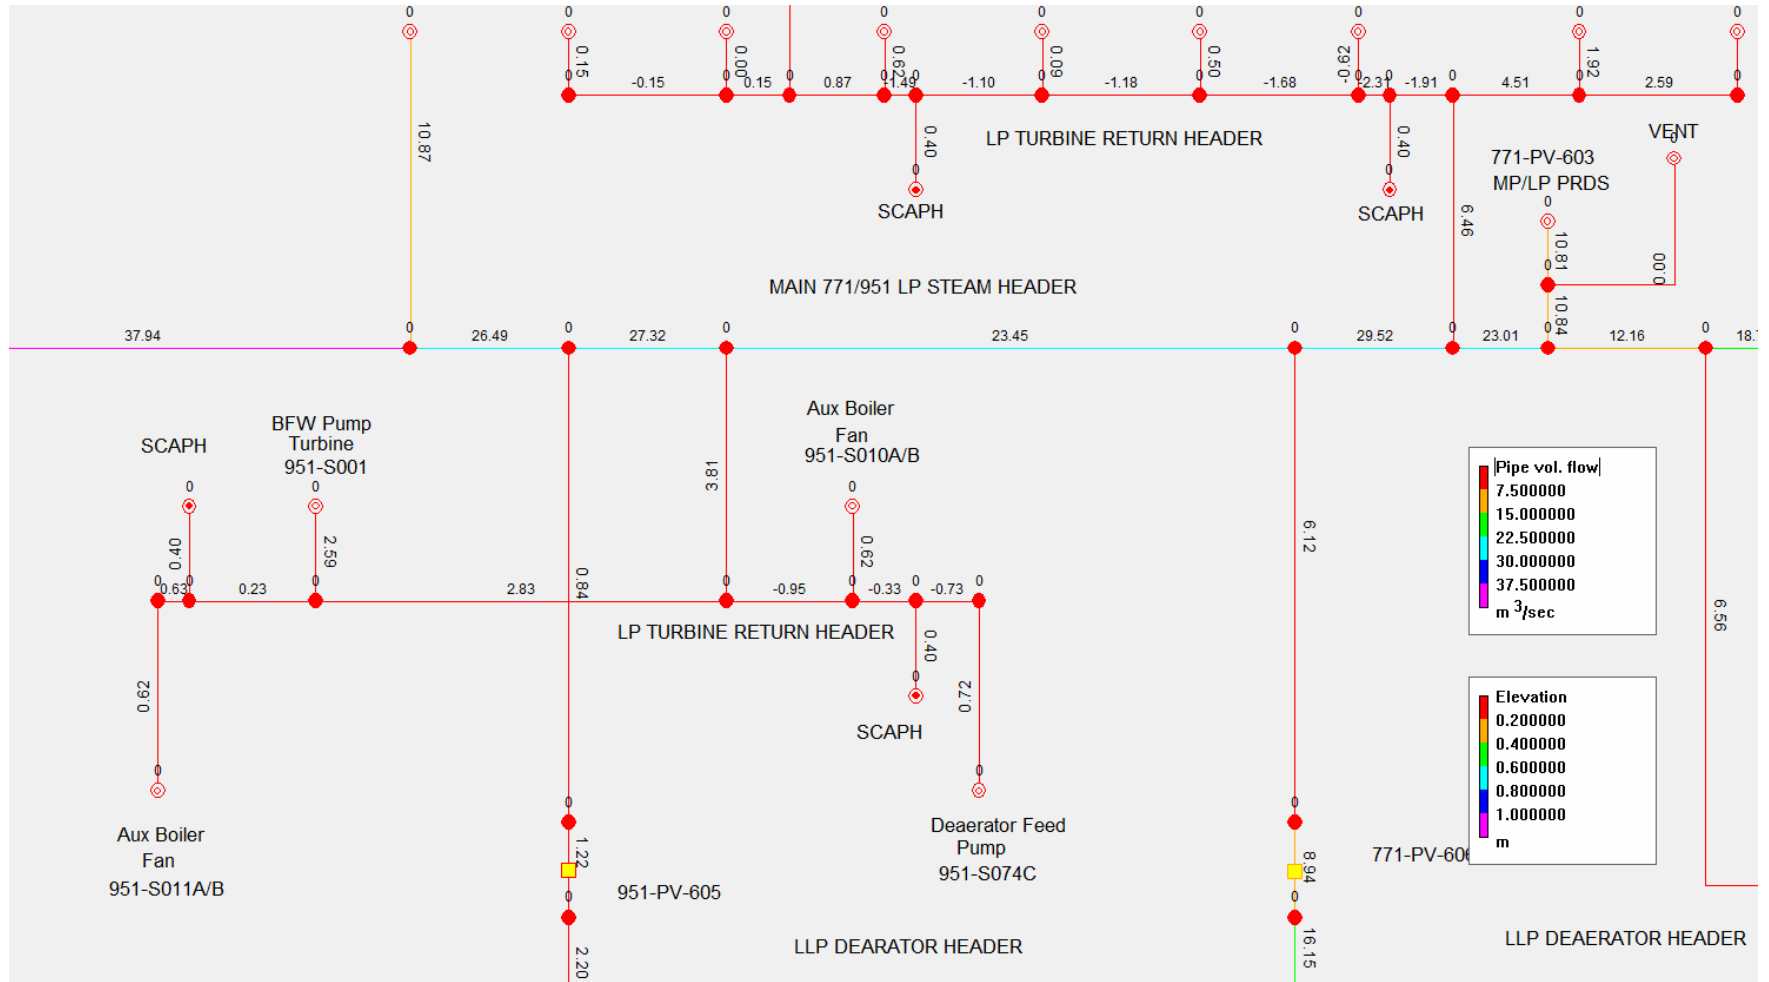 0 0 0 0 0 0 0 0 0
0.15 0.00 0.62 0.09 0.50 -0.62 1.92
0 0 0 0 0 0 0 0 0 0 0 0
-0.15 0.15 0.87 -1.49 -1.10 -1.18 -1.68 -2.31 -1.91 4.51 2.59
10.87
LP TURBINE RETURN HEADER
VENT
0
0.40 0.40
771-PV-603
MP/LP PRDS
0 0
SCAPH SCAPH
0
6.46
10.81
0.00
0
MAIN 771/951 LP STEAM HEADER
10.84
0 0 0 0 0 0 0
37.94 26.49 27.32 23.45 29.52 23.01 12.16 18.
Aux Boiler
Fan
951-S010A/B
BFW Pump
Turbine
951-S001
SCAPH
3.81
0 0 0
0.40 2.59 0.62
6.12
0 0 0 0 0 0 0
0.63 0.23 2.83 0.84 -0.95 -0.33 -0.73
LP TURBINE RETURN HEADER
0.40
6.56
0
0.62 0.72
SCAPH
0 0
Aux Boiler
Fan
951-S011A/B
Deaerator Feed
Pump
951-S074C
0 0
1.22 8.94
951-PV-605
771-PV-606
0 0
LLP DEARATOR HEADER
LLP DEAERATOR HEADER
2.20 16.15
Pipe vol. flow
7.500000
15.000000
22.500000
30.000000
37.500000
m 3/sec
Elevation
0.200000
0.400000
0.600000
0.800000
1.000000
m